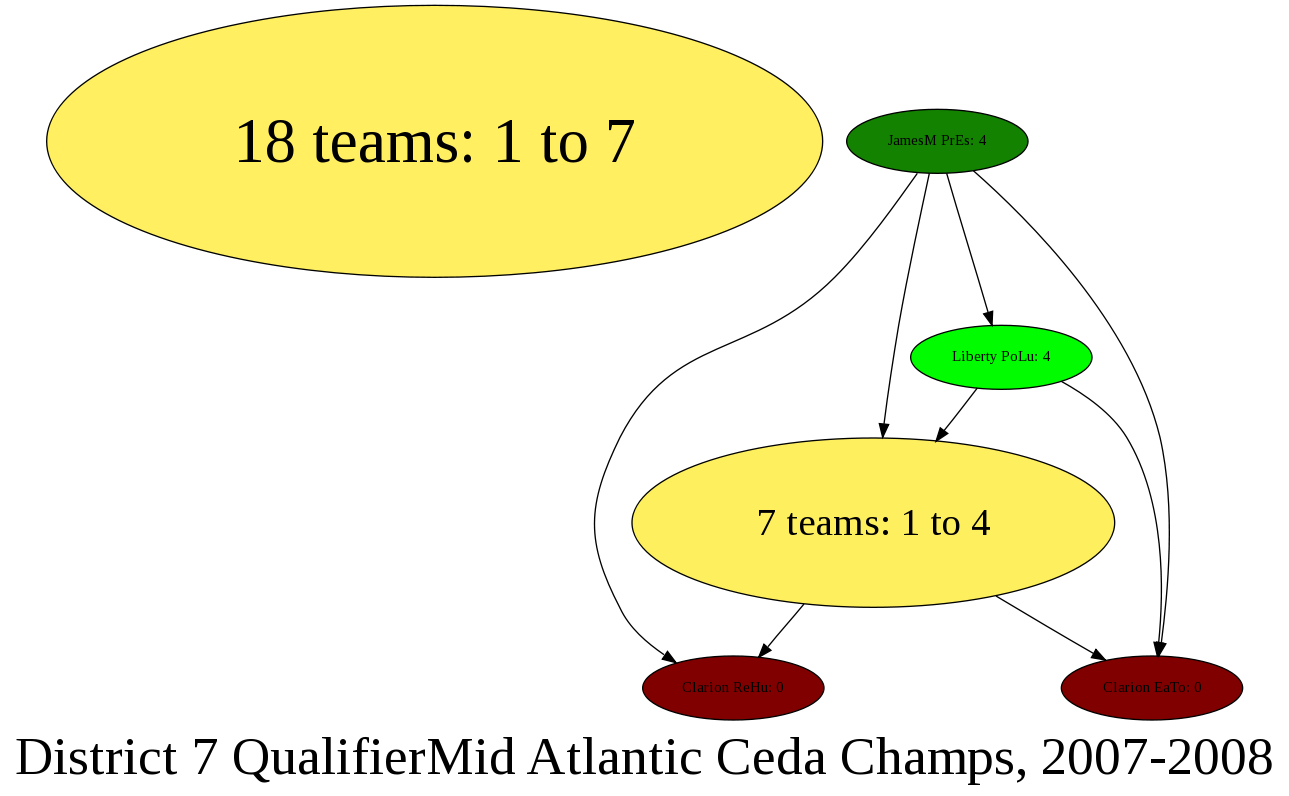 18 teams: 1 to 7
JamesM PrEs: 4
Liberty PoLu: 4
7 teams: 1 to 4
Clarion ReHu: 0
Clarion EaTo: 0
District 7 QualifierMid Atlantic Ceda Champs, 2007-2008